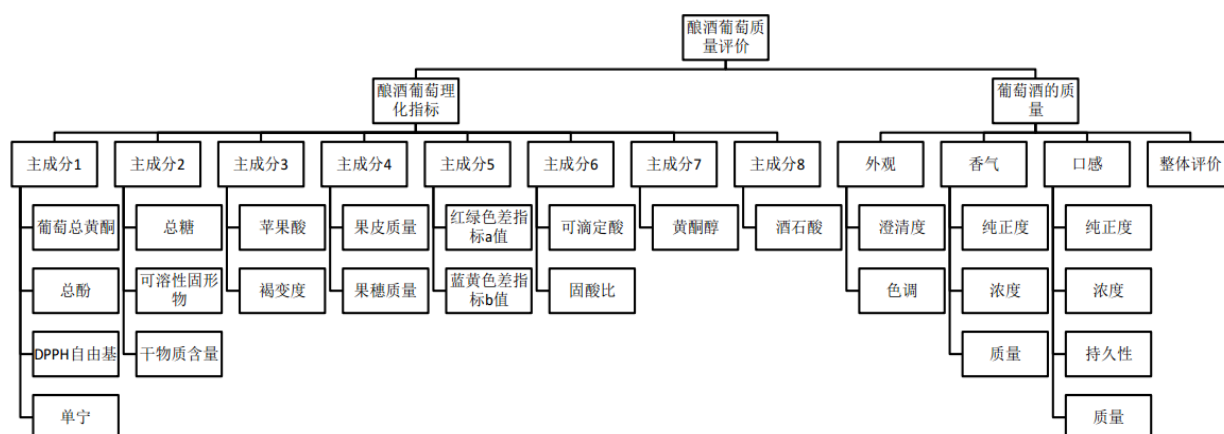 酿酒葡萄质
量评价
酿酒葡萄理
化指标
葡萄酒的质
量
主成分1
主成分2
主成分3
主成分4
主成分5
主成分6
主成分7
主成分8
外观
香气
口感
整体评价
葡萄总黄酮
总糖
苹果酸
果皮质量
红绿色差指
标a值
可滴定酸
黄酮醇
酒石酸
澄清度
纯正度
纯正度
总酚
可溶性固形
物
褐变度
果穗质量
蓝黄色差指
标b值
固酸比
色调
浓度
浓度
DPPH自由基
干物质含量
质量
持久性
单宁
质量